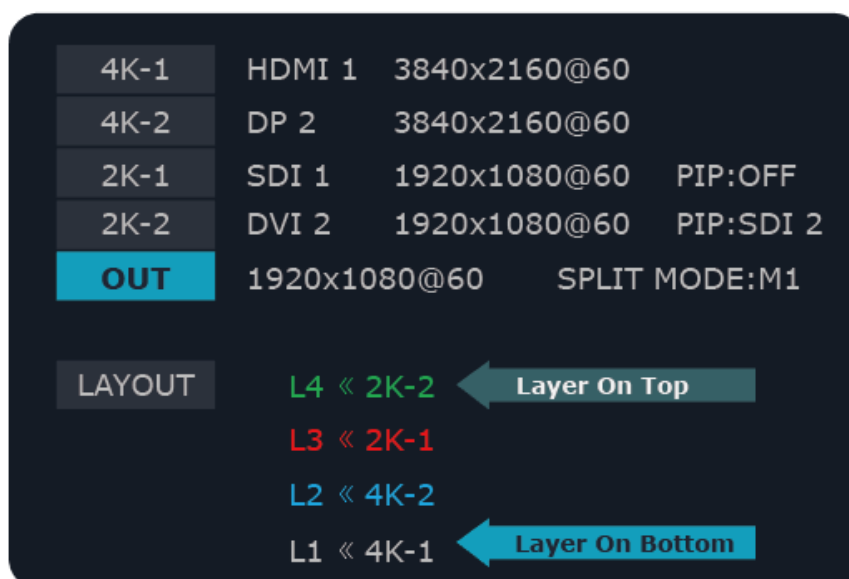 4K-1 HDMI 1 3840x2160@60
4K-2 DP 2 3840x2160@60
2K-1 SDI 1 1920x1080@60 PIP:OFF
2K-2 DVI 2 1920x1080@60 PIP:SDI 2
OUT 1920x1080@60 SPLIT MODE:M1
LAYOUT L4 « 2K-2 Layer On Top
L3 « 2K-1
L2 « 4K-2
L1 « 4K-1 Layer On Bottom